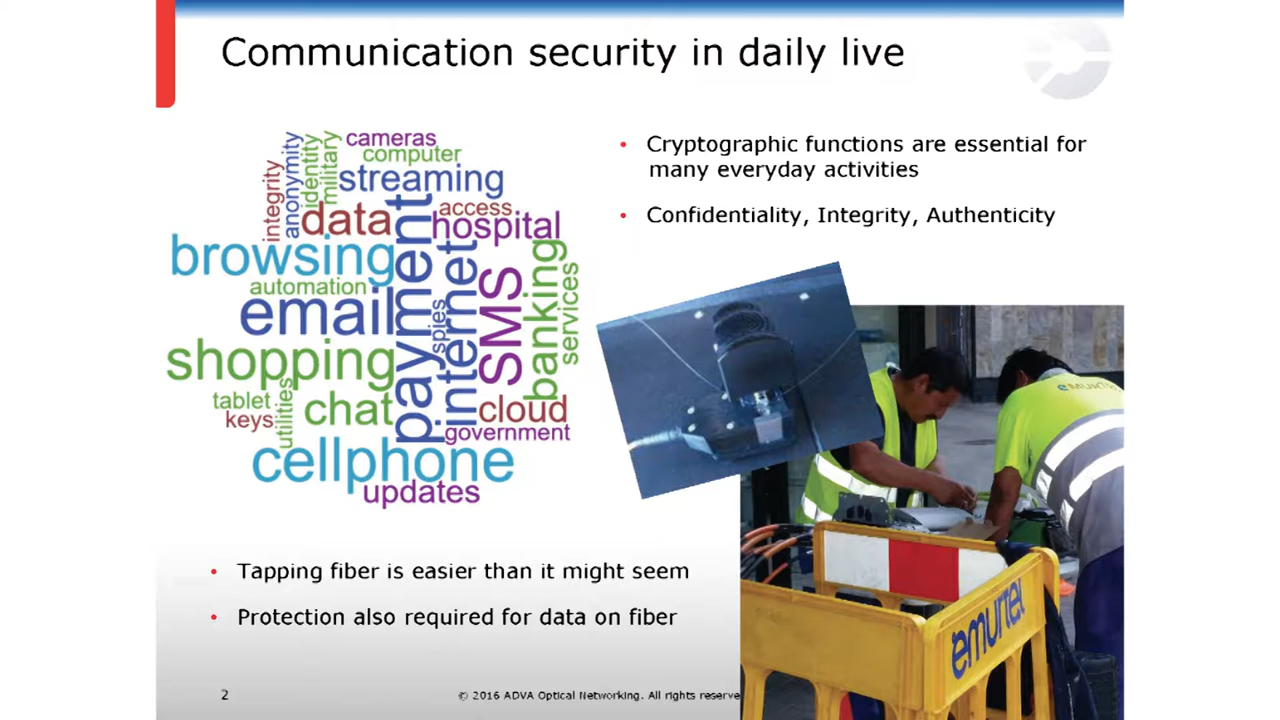 Communication security in daily live
cameras
computer
streaming
integrity
anonymity
identity
military
data
access
hospital
browsing
automation
email
payment
spies
internet
SMS
banking
services
shopping
tablet
keys
utilities
chat
cloud
government
cellphone
updates
• Cryptographic functions are essential for
many everyday activities
• Confidentiality, Integrity, Authenticity
emurtel
• Tapping fiber is easier than it might seem
• Protection also required for data on fiber
2
© 2016 ADVA Optical Networking. All rights reserve